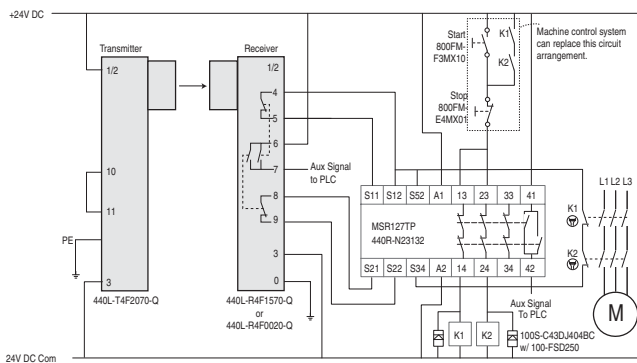 +24V DC
Transmitter
Receiver
Start
800FM-
F3MX10
K1
K2
Machine control system
can replace this circuit
arrangement.
Stop
800FM-
E4MX01
1/2
1/2
4
5
6
7
Aux Signal
to PLC
8
9
10
11
PE
3
3
0
440L-T4F2070-Q
440L-R4F1570-Q
or
440L-R4F0020-Q
S11 S12 S52 A1 13 23 33 41
MSR127TP
440R-N23132
S21 S22 S34 A2 14 24 34 42
L1 L2 L3
K1
K2
M
Aux Signal
To PLC
K1
K2
100S-C43DJ404BC
w/ 100-FSD250
24V DC Com